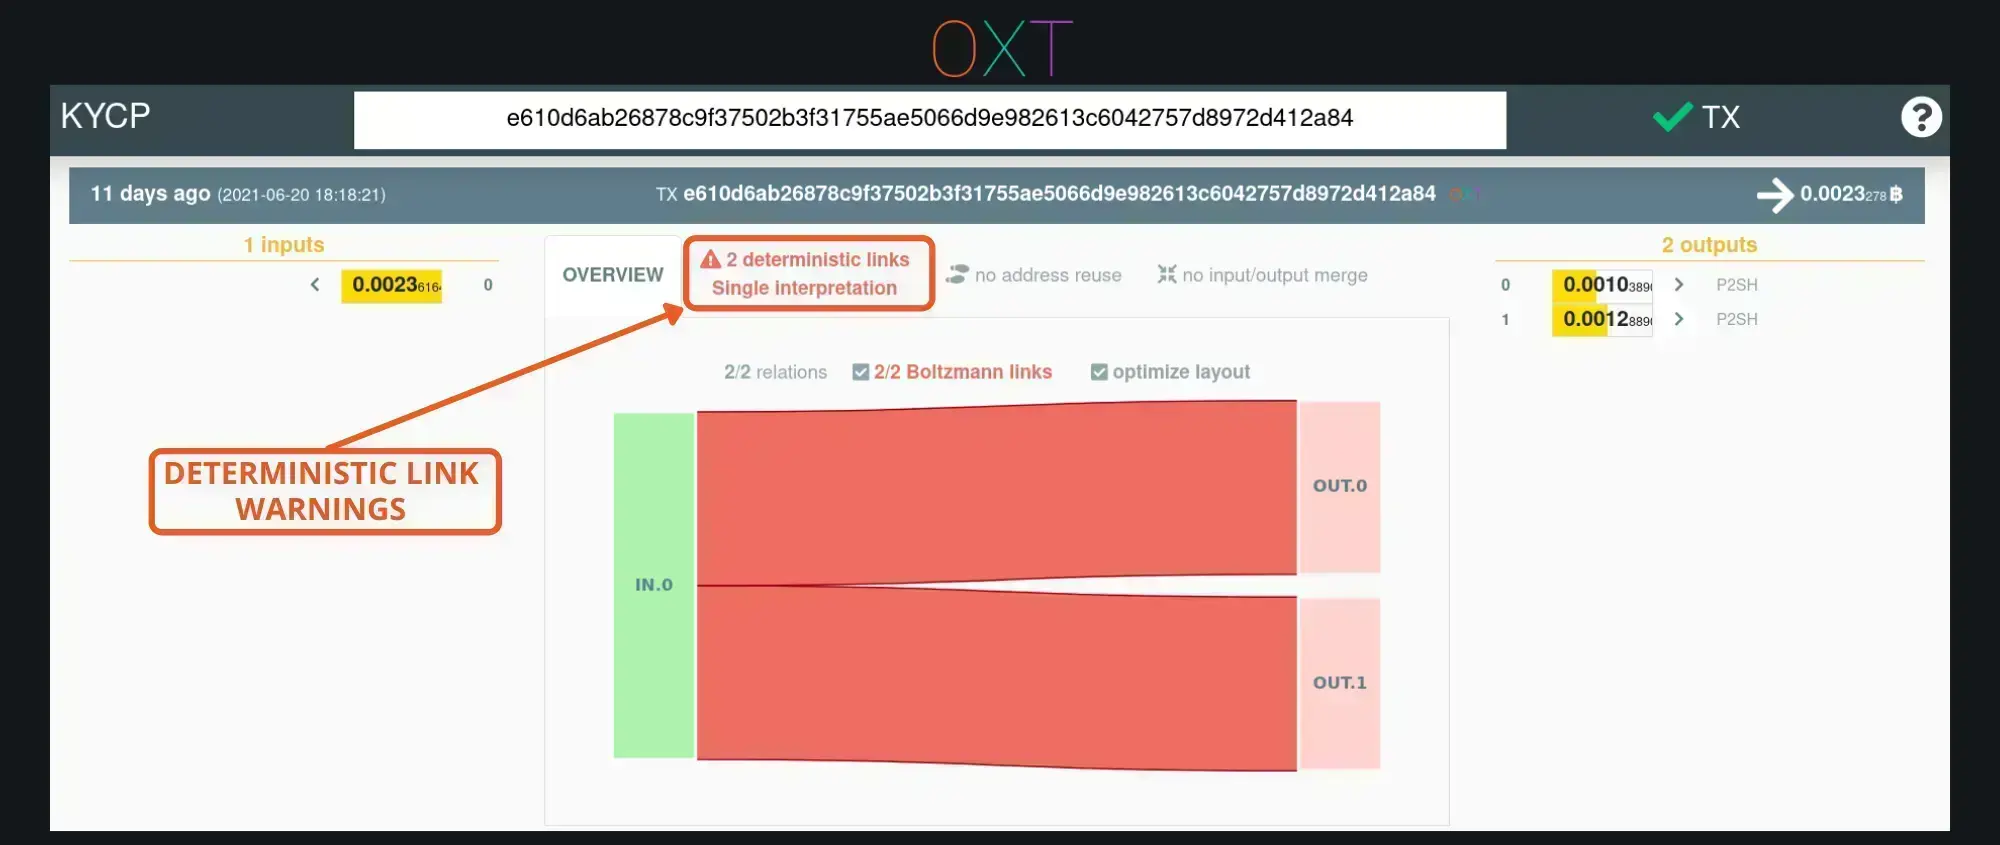 OXT
KYCP
e610d6ab26878c9f37502b3f31755ae5066d9e982613c6042757d8972d412a84
TX
?
11 days ago (2021-06-20 18:18:21)
TX e610d6ab26878c9f37502b3f31755ae5066d9e982613c6042757d8972d412a84 OXT
0.0023278 ฿
1 inputs
0.0023616
0
OVERVIEW
2 deterministic links
Single interpretation
no address reuse
no input/output merge
2 outputs
0
0.0010389
P2SH
1
0.0012889
P2SH
2/2 relations
2/2 Boltzmann links
optimize layout
DETERMINISTIC LINK
WARNINGS
IN.0
OUT.0
OUT.1